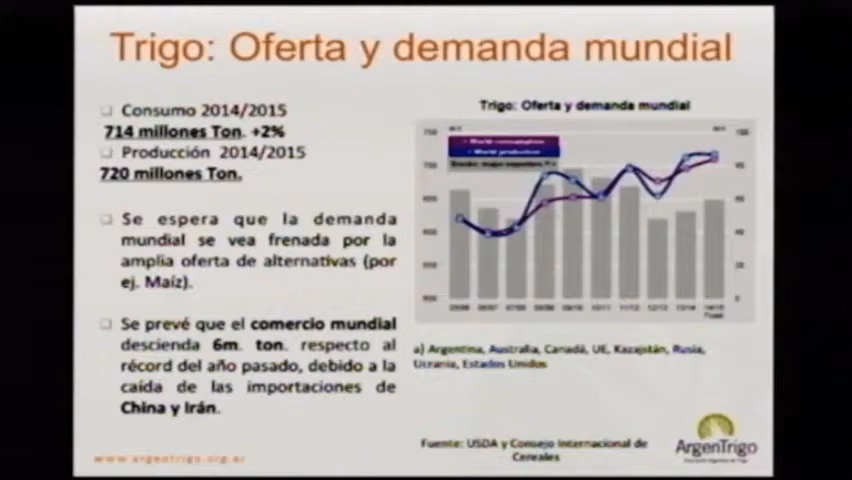 Trigo: Oferta y demanda mundial
Consumo 2014/2015
714 millones Ton. +2%
Producción 2014/2015
720 millones Ton.
Se espera que la demanda
mundial se vea frenada por la
amplia oferta de alternativas (por
ej. Maíz).
Se prevé que el comercio mundial
descienda 6m. ton. respecto al
récord del año pasado, debido a la
caída de las importaciones de
China y Irán.
www.argentrigo.org.ar
Trigo: Oferta y demanda mundial
World consumption
World production
a) Argentina, Australia, Canadá, UE, Kazajstán, Rusia,
Ucrania, Estados Unidos
Fuente: USDA y Consejo Internacional de
Cereales
ArgenTrigo